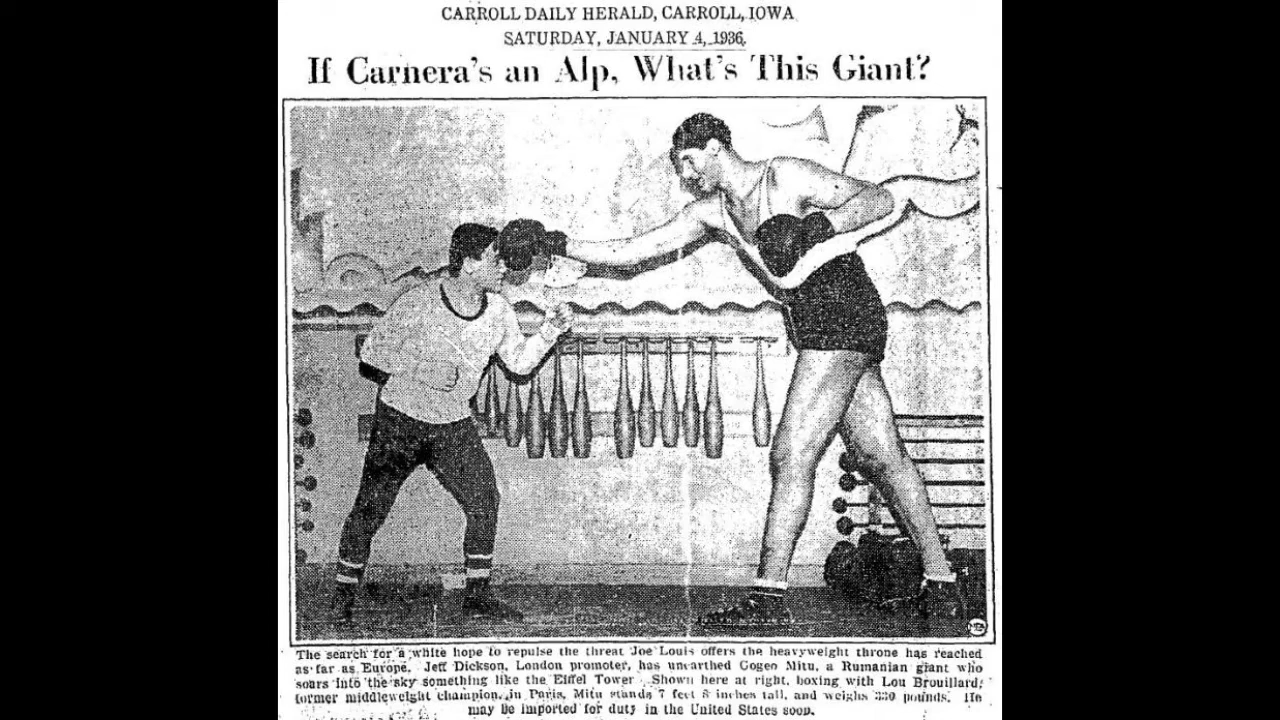 CARROLL DAILY HERALD, CARROLL, IOWA
SATURDAY, JANUARY 4, 1936.
If Carnera's an Alp, What's This Giant?
The search for a white hope to repulse the threat Joe Louis offers the heavyweight throne has reached
as far as Europe. Jeff Dickson, London promoter, has unearthed Gogen Mitu, a Rumanian giant who
soars into the sky something like the Eiffel Tower. Shown here at right, boxing with Lou Brouillard,
former middleweight champion, in Paris, Mitu stands 7 feet 8 inches tall, and weighs pounds. He
may be imported for duty in the United States soon.